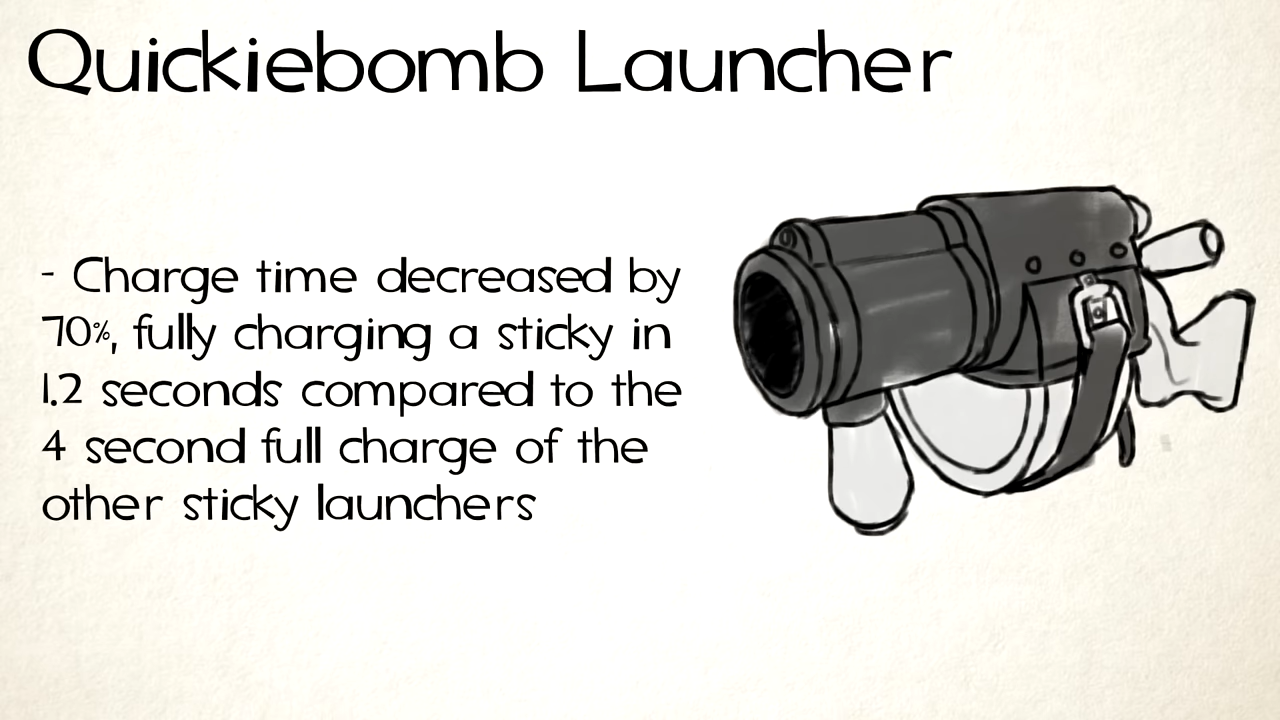 Quickiebomb Launcher
- Charge time decreased by
70%, fully charging a sticky in
1.2 seconds compared to the
4 second full charge of the
other sticky launchers